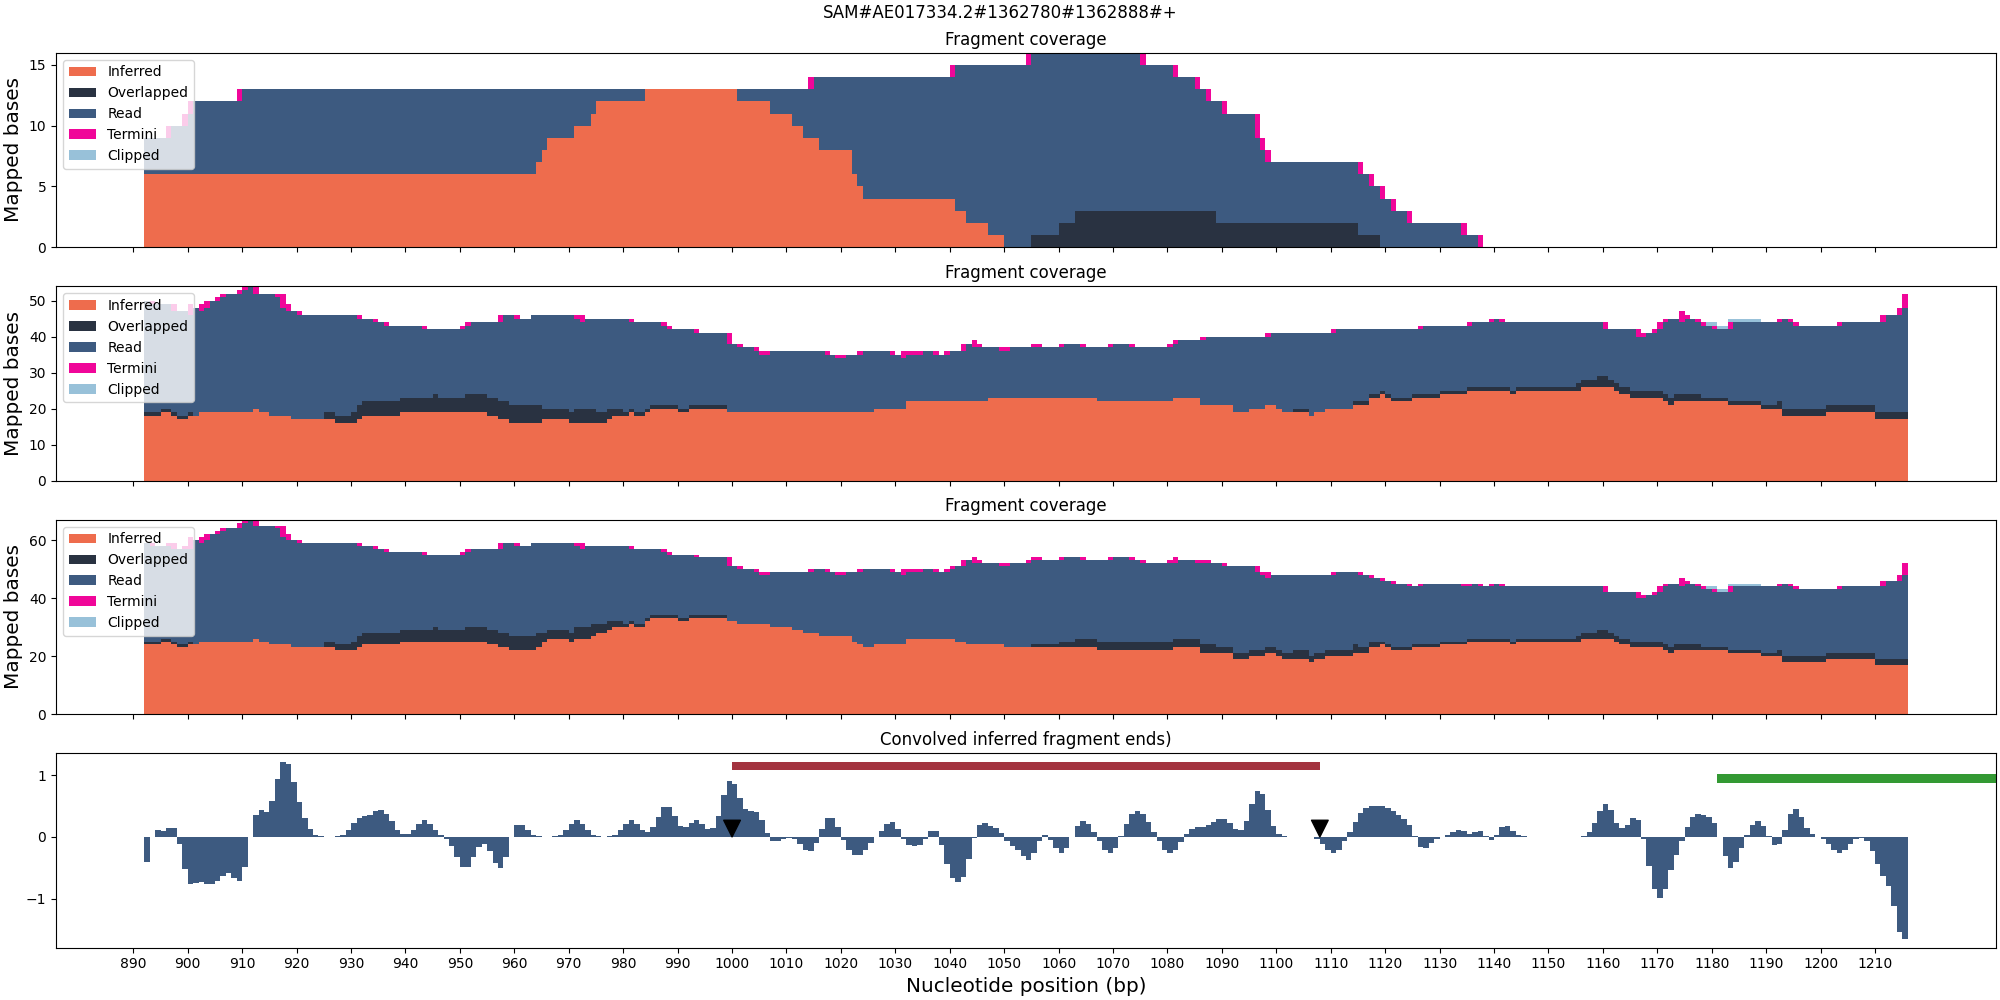 SAM#AE017334.2#1362780#1362888#+
Fragment coverage
Mapped bases
15
10
5
0
Inferred
Overlapped
Read
Termini
Clipped
Fragment coverage
Mapped bases
50
40
30
20
10
0
Inferred
Overlapped
Read
Termini
Clipped
Fragment coverage
Mapped bases
60
40
20
0
Inferred
Overlapped
Read
Termini
Clipped
Convolved inferred fragment ends)
1
0
−1
890 900 910 920 930 940 950 960 970 980 990 1000 1010 1020 1030 1040 1050 1060 1070 1080 1090 1100 1110 1120 1130 1140 1150 1160 1170 1180 1190 1200 1210
Nucleotide position (bp)